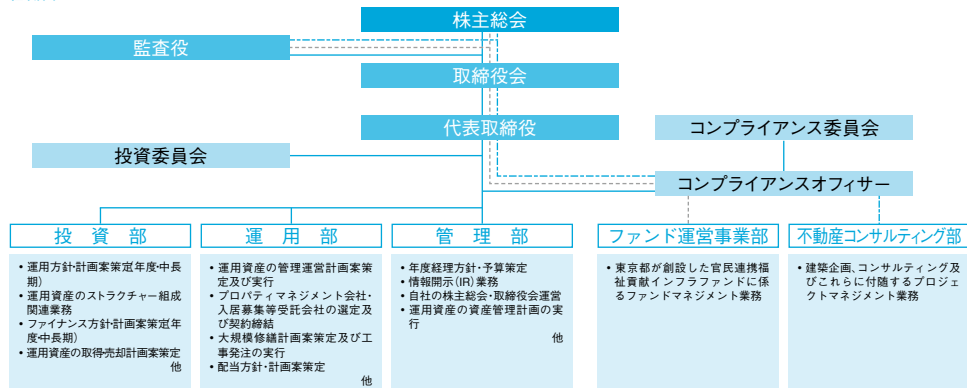 株主総会
監査役
取締役会
代表取締役
コンプライアンス委員会
投資委員会
コンプライアンスオフィサー
投資部
・運用方針・計画案策定(年度・中長
期)
・運用資産のストラクチャー組成
関連業務
・ファイナンス方針・計画案策定(年
度・中長期)
・運用資産の取得・売却計画案策定
他
運用部
・運用資産の管理運営計画案策
定及び実行
・プロパティマネジメント会社・
入居募集等受託会社の選定及
び契約締結
・大規模修繕計画案策定及び工
事発注の実行
・配当方針・計画案策定
他
管理部
・年度経理方針・予算策定
・情報開示(IR)業務
・自社の株主総会・取締役会運営
・運用資産の資産管理計画の実
行
他
ファンド運営事業部
・東京都が創設した官民連携福
祉貢献インフラファンドに係
るファンドマネジメント業務
不動産コンサルティング部
・建築企画、コンサルティング及
びこれらに付随するプロジェ
クトマネジメント業務